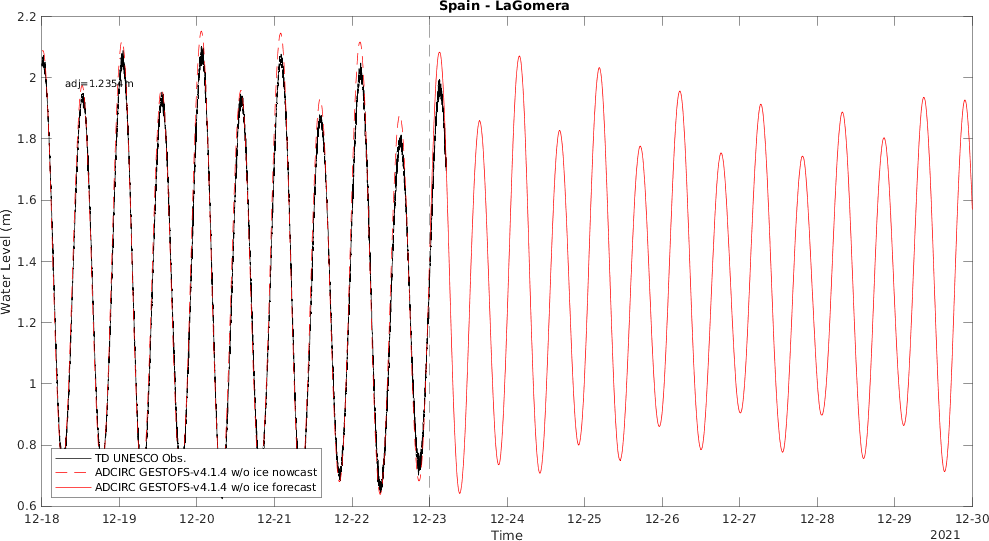 Spain - LaGomera
2.2
2
1.8
1.6
1.4
1.2
1
0.8
0.6
Water Level (m)
adj=1.2354m
TD UNESCO Obs.
ADCIRC GESTOFS-v4.1.4 w/o ice nowcast
ADCIRC GESTOFS-v4.1.4 w/o ice forecast
12-18 12-19 12-20 12-21 12-22 12-23 12-24 12-25 12-26 12-27 12-28 12-29 12-30
Time
2021